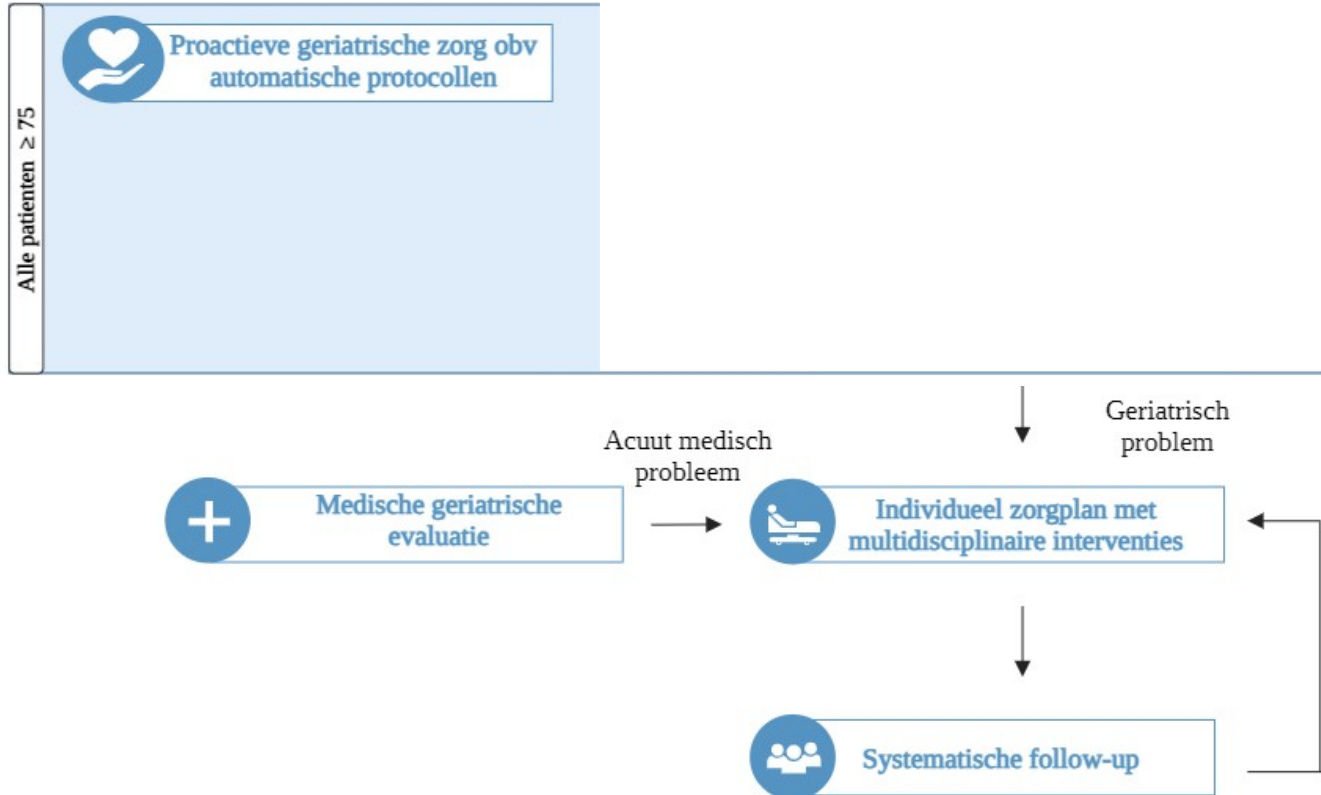 Alle patienten ≥ 75
Proactieve geriatrische zorg obv
automatische protocollen
Geriatrisch
problem
Acuut medisch
probleem
Medische geriatrische
evaluatie
Individueel zorgplan met
multidisciplinaire interventies
Systematische follow-up